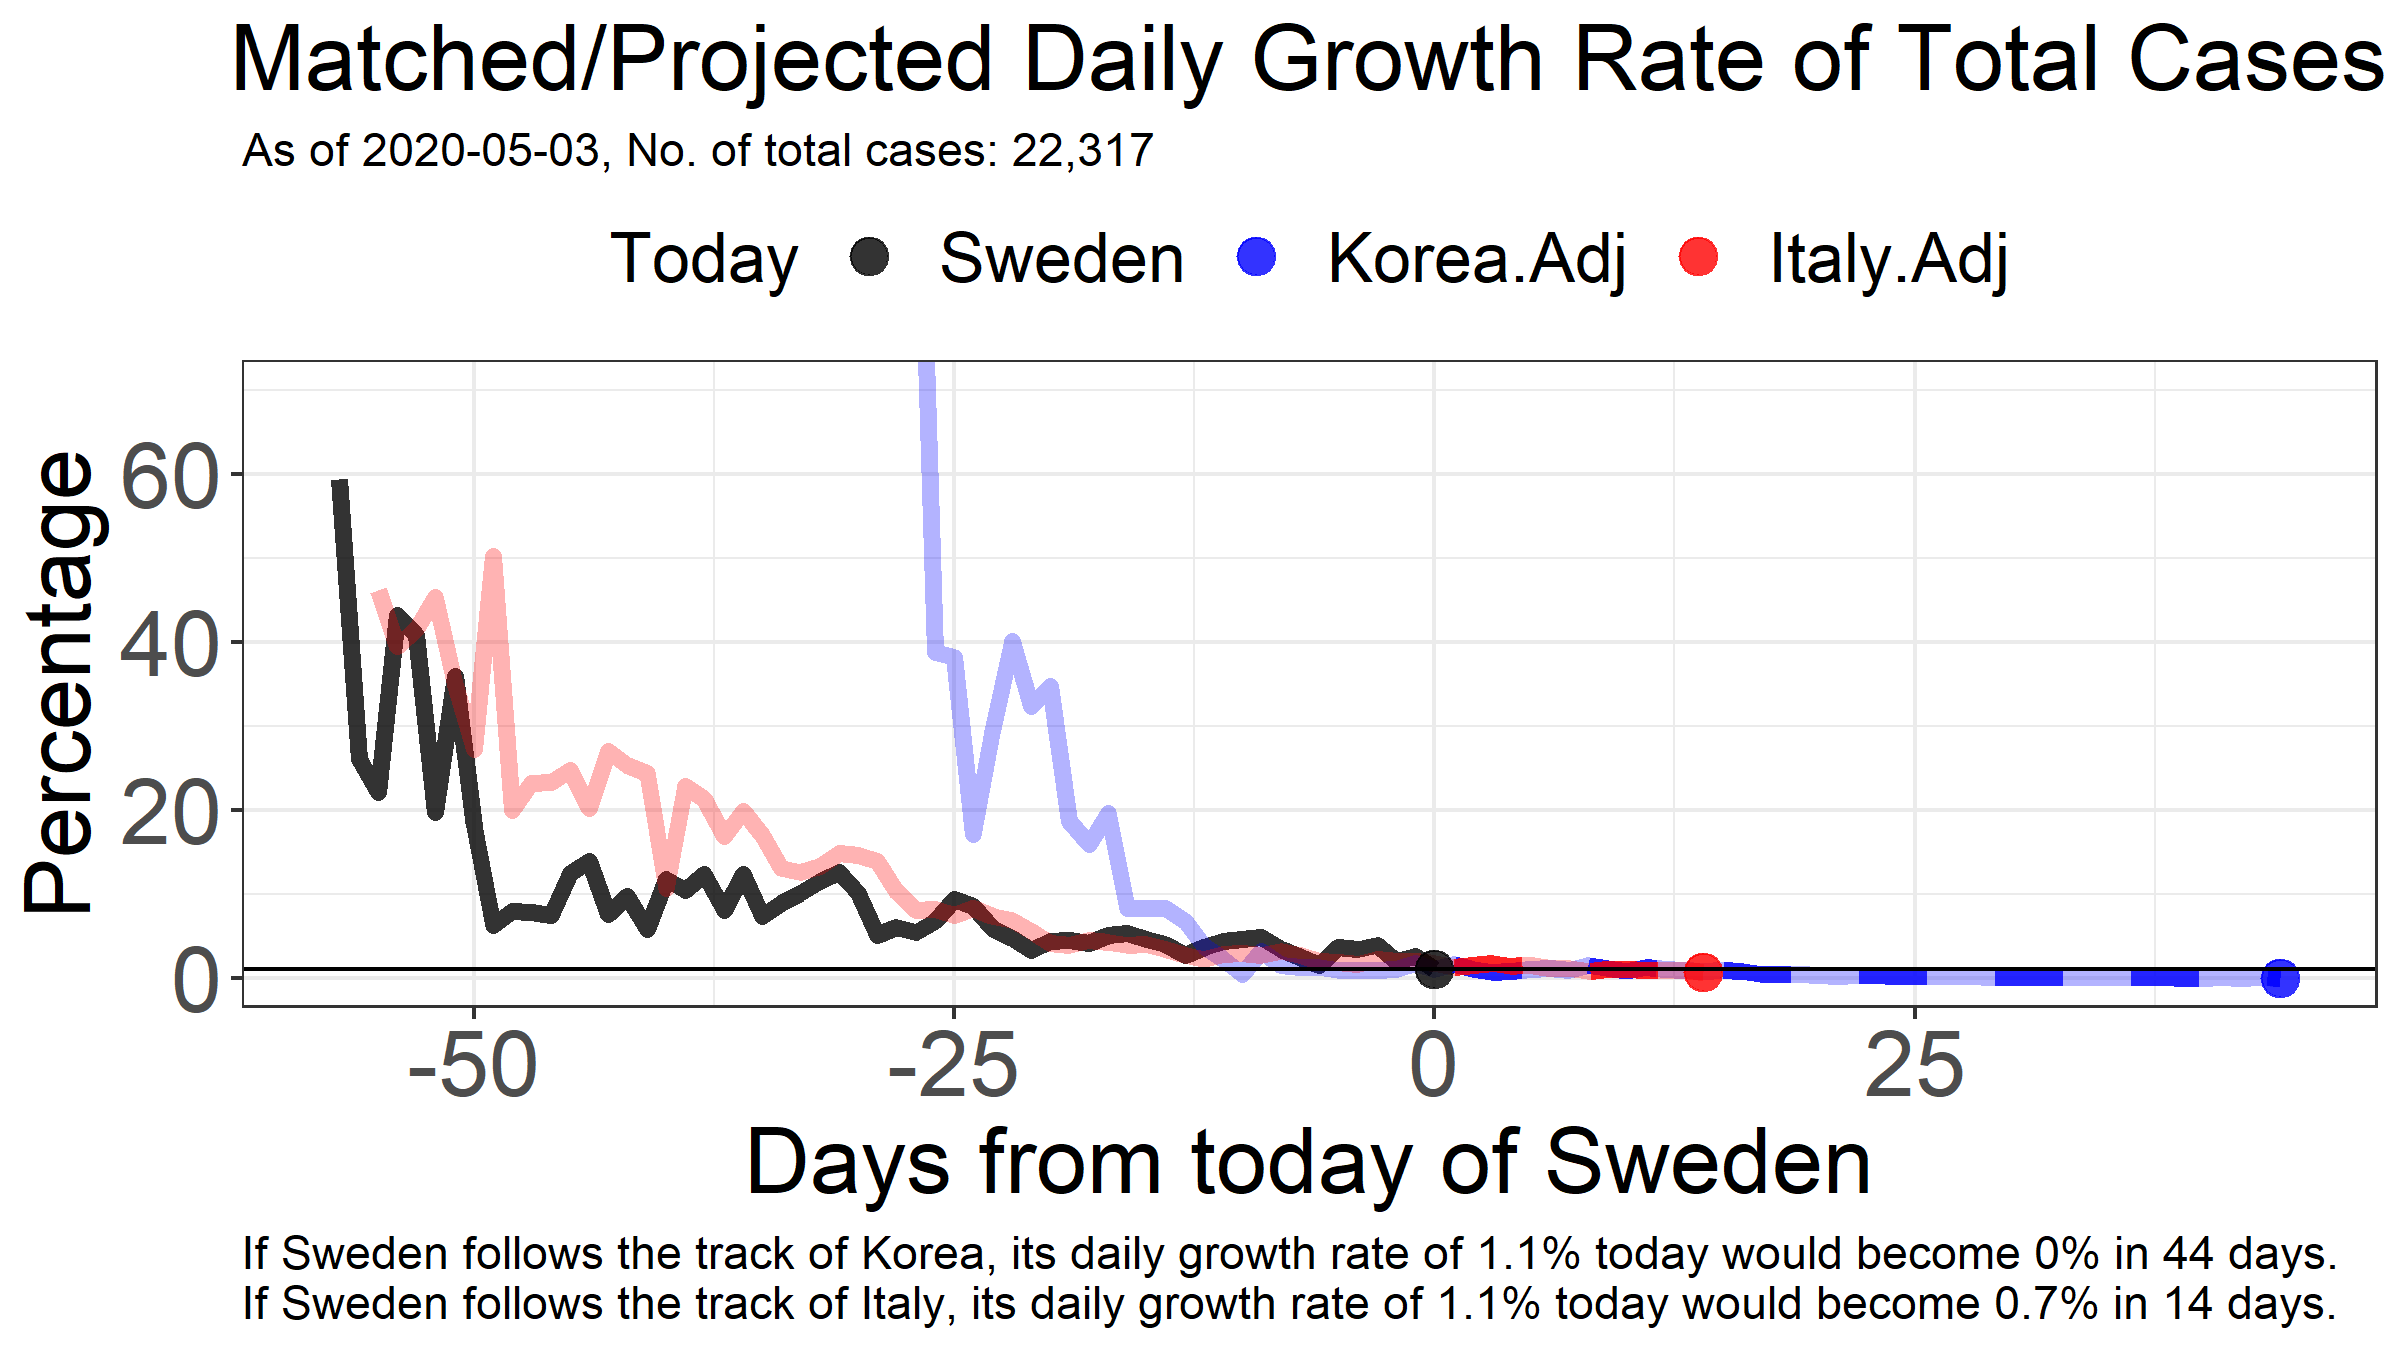 Matched/Projected Daily Growth Rate of Total Cases
As of 2020-05-03, No. of total cases: 22,317
Today Sweden Korea.Adj Italy.Adj
Percentage
60
40
20
0
-50 -25 0 25
Days from today of Sweden
If Sweden follows the track of Korea, its daily growth rate of 1.1% today would become 0% in 44 days.
If Sweden follows the track of Italy, its daily growth rate of 1.1% today would become 0.7% in 14 days.